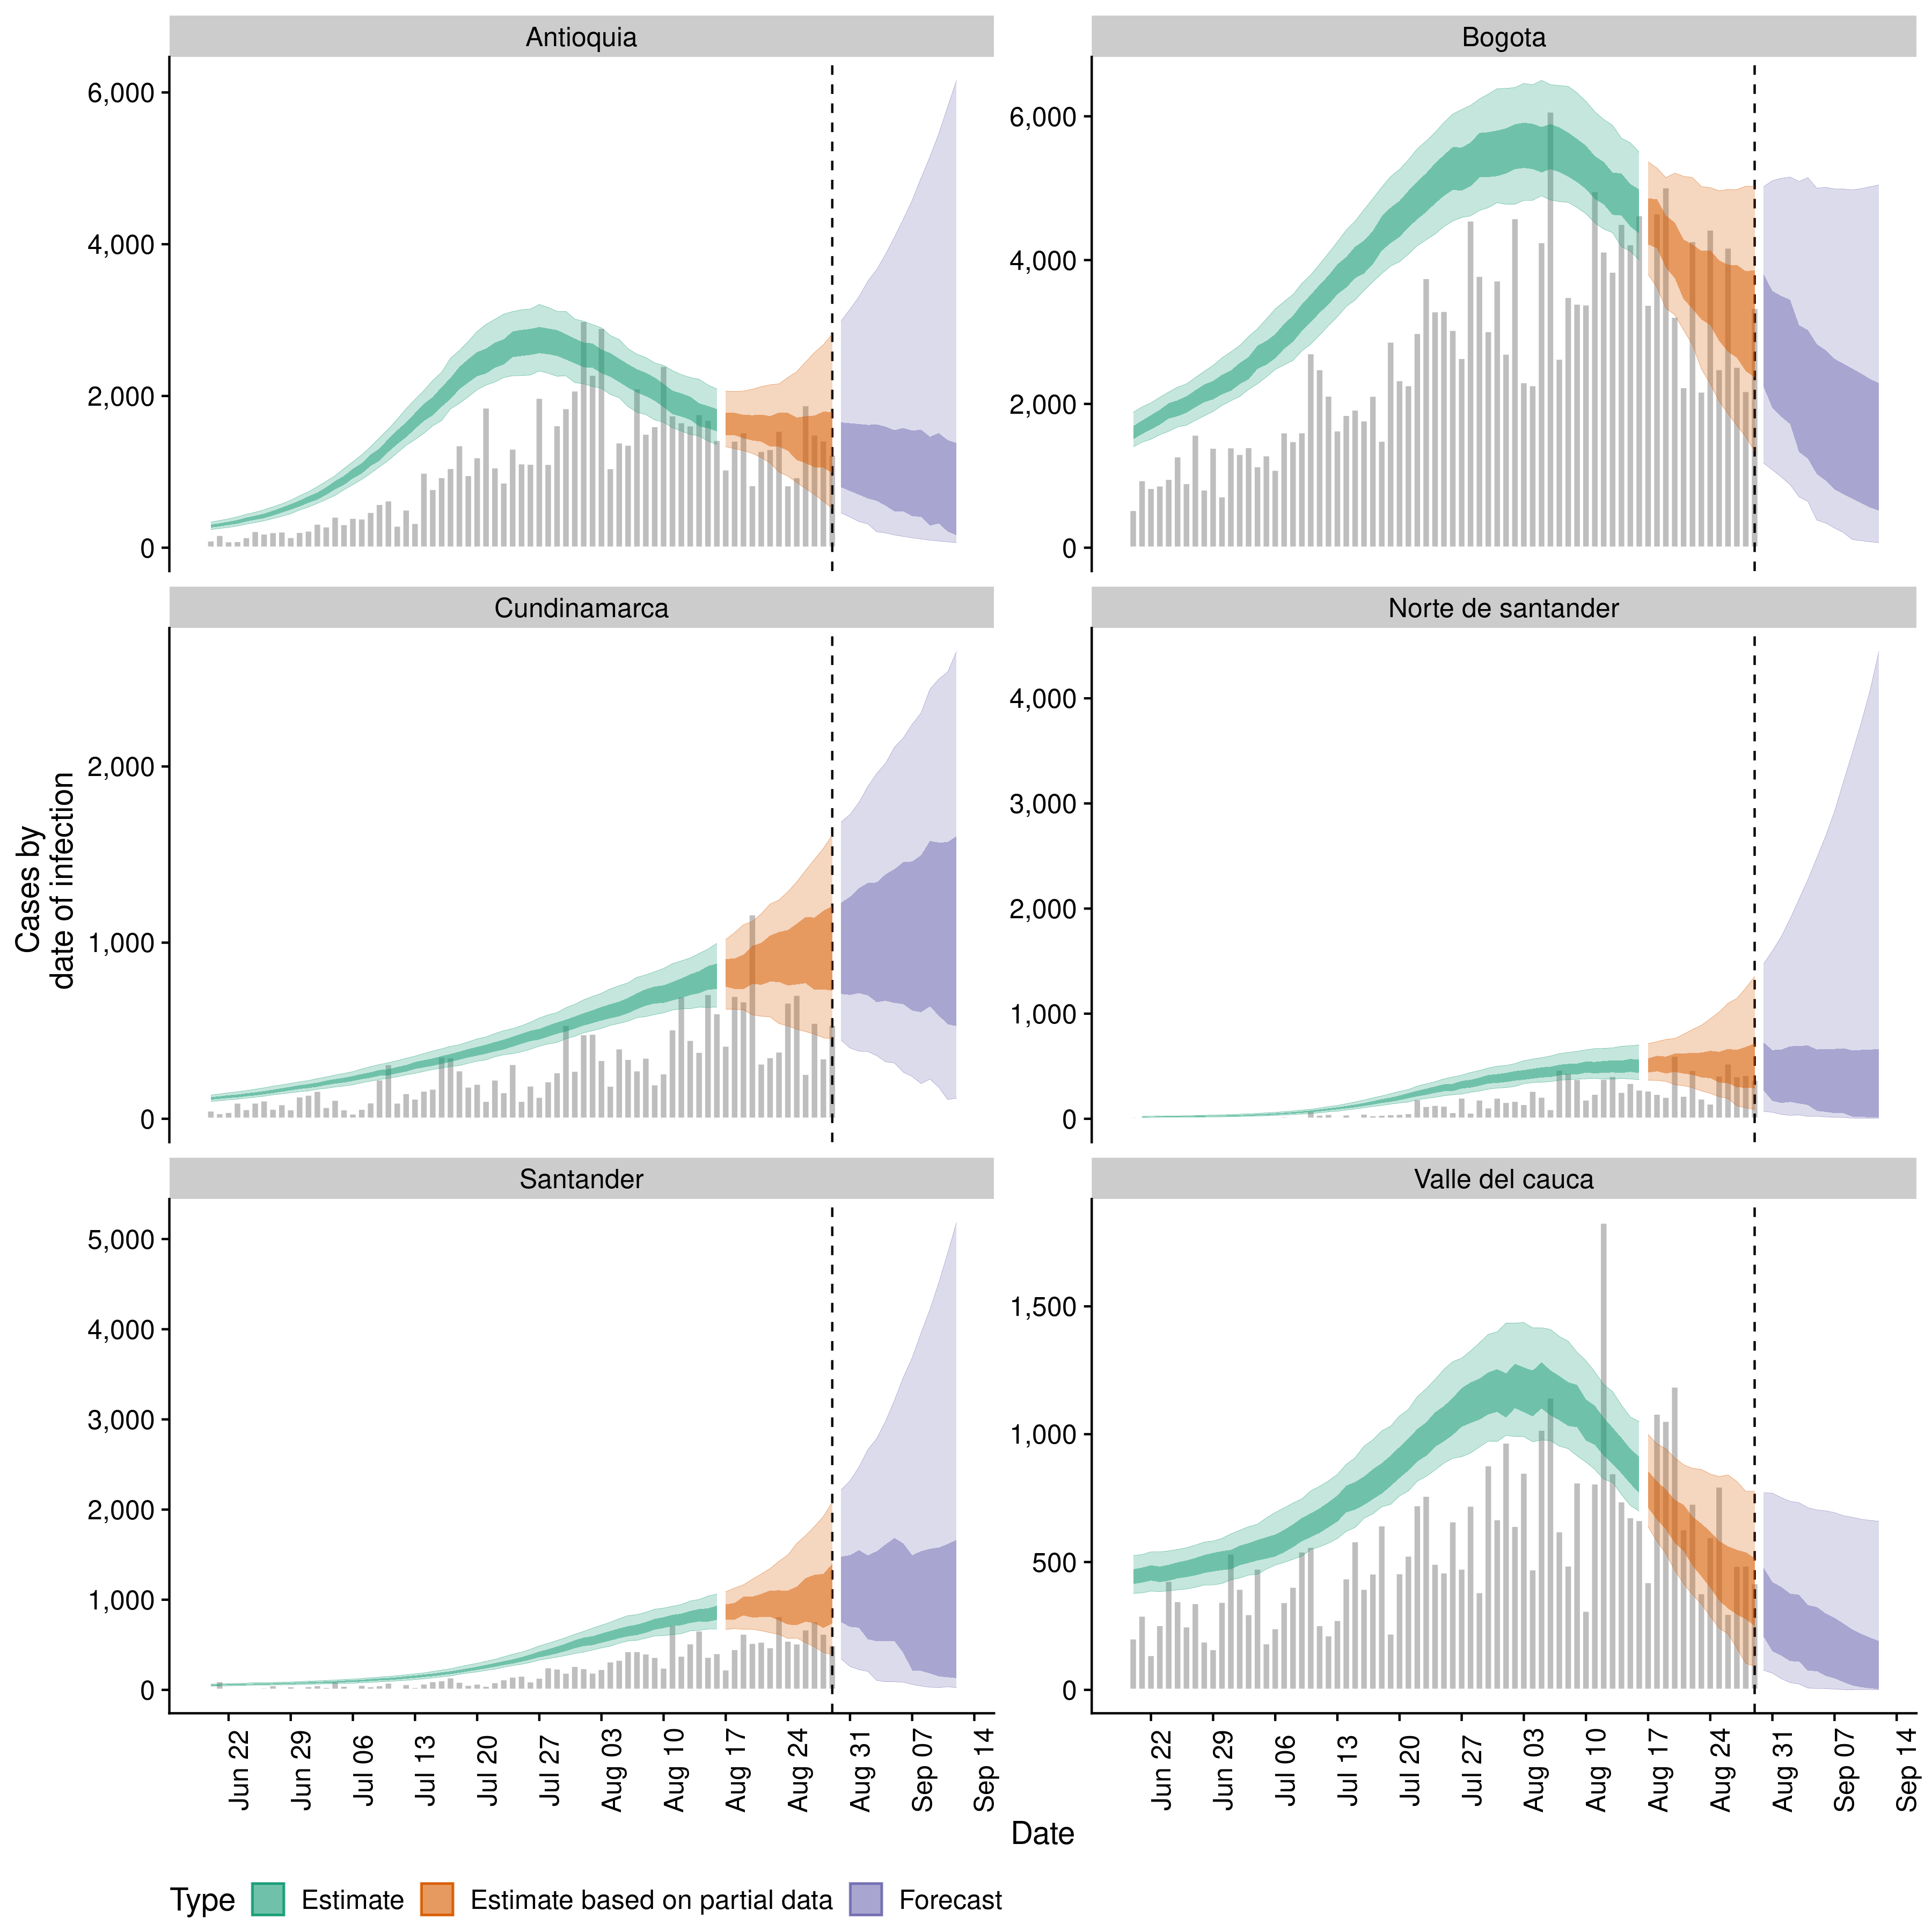 Antioquia
Bogota
6,000
4,000
2,000
0
6,000
4,000
2,000
0
Cundinamarca
Norte de santander
2,000
1,000
0
4,000
3,000
2,000
1,000
0
Santander
Valle del cauca
5,000
4,000
3,000
2,000
1,000
0
1,500
1,000
500
0
Cases by
date of infection
Jun 22
Jun 29
Jul 06
Jul 13
Jul 20
Jul 27
Aug 03
Aug 10
Aug 17
Aug 24
Aug 31
Sep 07
Sep 14
Jun 22
Jun 29
Jul 06
Jul 13
Jul 20
Jul 27
Aug 03
Aug 10
Aug 17
Aug 24
Aug 31
Sep 07
Sep 14
Date
Type Estimate Estimate based on partial data Forecast